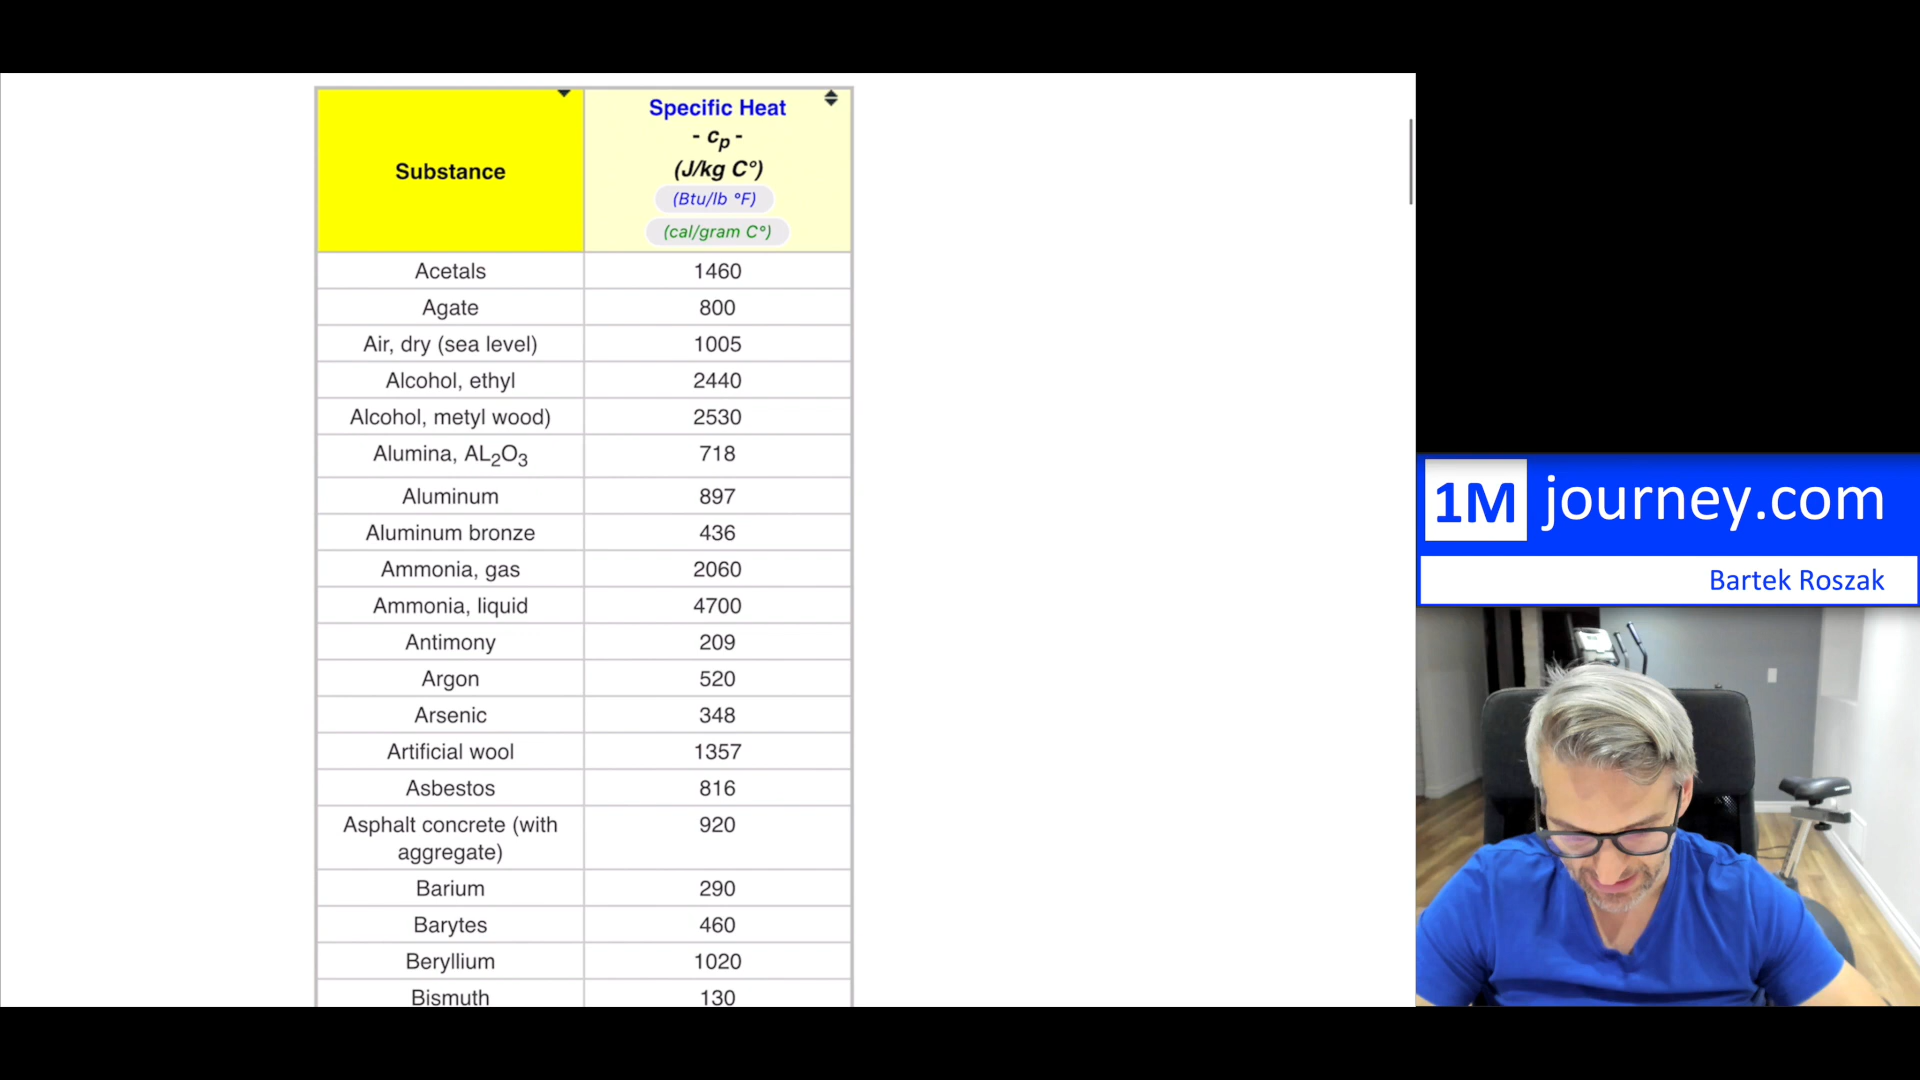 Substance
Specific Heat
- cp -
(J/kg C°)
(Btu/lb °F)
(cal/gram C°)
Acetals 1460
Agate 800
Air, dry (sea level) 1005
Alcohol, ethyl 2440
Alcohol, metyl wood) 2530
Alumina, AL2O3 718
Aluminum 897
Aluminum bronze 436
Ammonia, gas 2060
Ammonia, liquid 4700
Antimony 209
Argon 520
Arsenic 348
Artificial wool 1357
Asbestos 816
Asphalt concrete (with 920
aggregate)
Barium 290
Barytes 460
Beryllium 1020
Bismuth 130
1M journey.com
Bartek Roszak